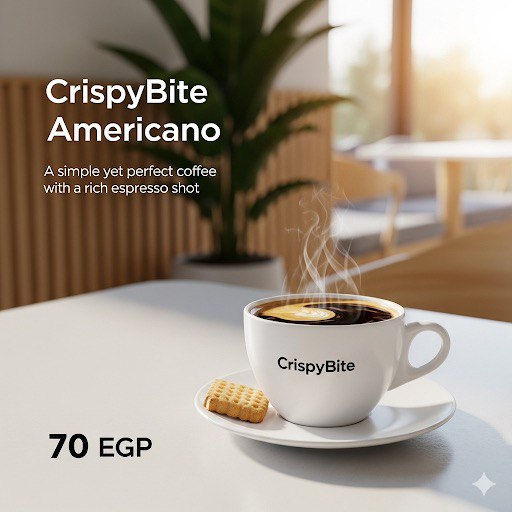 CrispyBite
Americano
A simple yet perfect coffee
with a rich espresso shot
CrispyBite
70 EGP